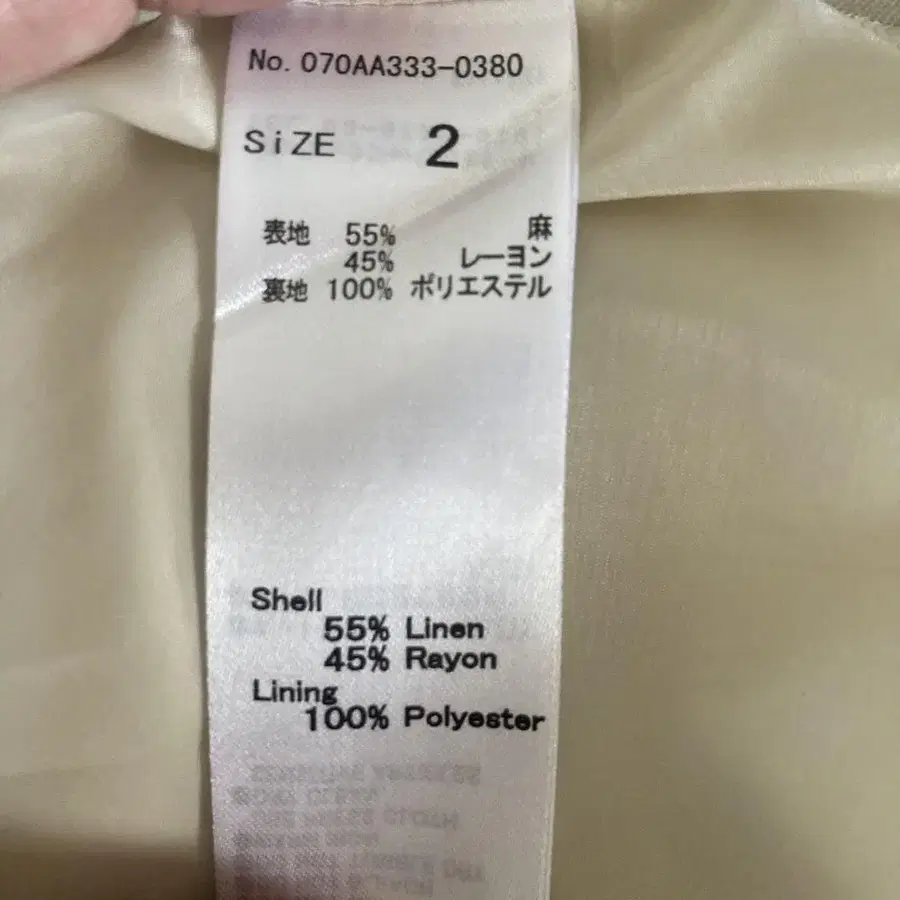 No. 070AA333-0380
SiZE 2
表地 55% 麻
45% レーヨン
裏地 100% ポリエステル
Shell
55% Linen
45% Rayon
Lining
100% Polyester